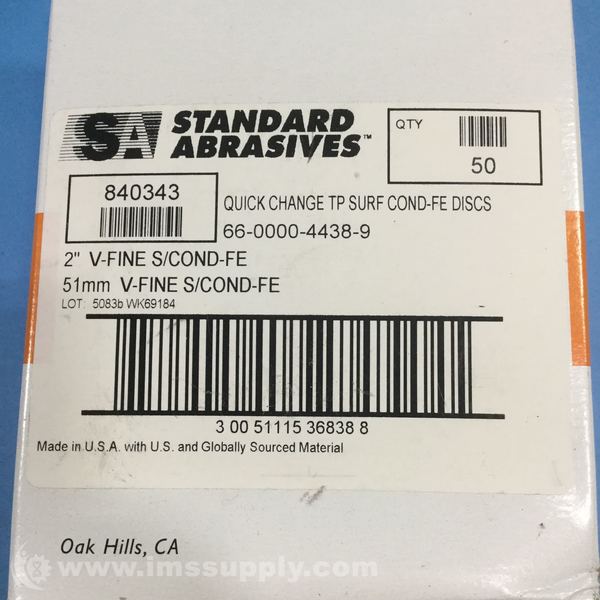 SA STANDARD
ABRASIVES™
QTY
50
840343
QUICK CHANGE TP SURF COND-FE DISCS
66-0000-4438-9
2" V-FINE S/COND-FE
51mm V-FINE S/COND-FE
LOT: 5083b WK69184
3 00 51115 36838 8
Made in U.S.A. with U.S. and Globally Sourced Material
Oak Hills, CA
www.imssupply.com/